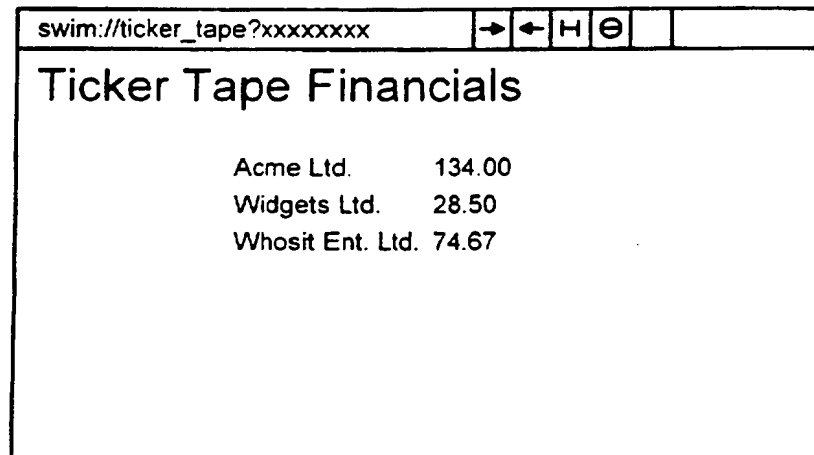 swim://ticker_tape?xxxxxxxx → ← H Θ
Ticker Tape Financials
Acme Ltd. 134.00
Widgets Ltd. 28.50
Whosit Ent. Ltd. 74.67